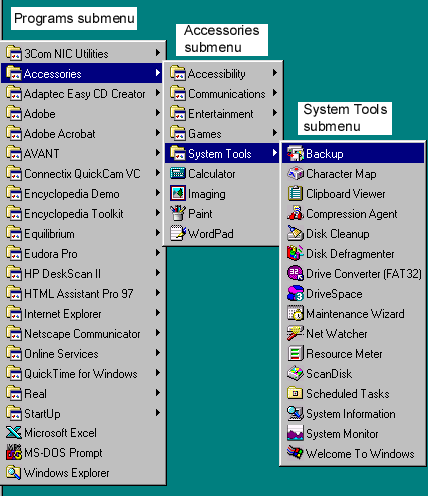 Programs submenu
3Com NIC Utilities
Accessories
Adaptec Easy CD Creator
Adobe
Adobe Acrobat
AVANT
Connectix QuickCam VC
Encyclopedia Demo
Encyclopedia Toolkit
Equilibrium
Eudora Pro
HP DeskScan II
HTML Assistant Pro 97
Internet Explorer
Netscape Communicator
Online Services
QuickTime for Windows
Real
StartUp
Microsoft Excel
MS-DOS Prompt
Windows Explorer
Accessories
submenu
Accessibility
Communications
Entertainment
Games
System Tools
Calculator
Imaging
Paint
WordPad
System Tools
submenu
Backup
Character Map
Clipboard Viewer
Compression Agent
Disk Cleanup
Disk Defragmenter
Drive Converter (FAT32)
DriveSpace
Maintenance Wizard
Net Watcher
Resource Meter
ScanDisk
Scheduled Tasks
System Information
System Monitor
Welcome To Windows